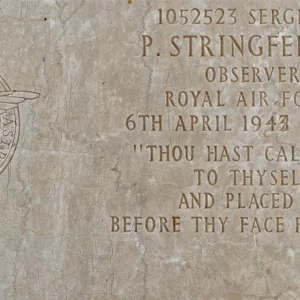 1052523 SERG
P. STRINGFE
OBSERVER
ROYAL AIR FO
6TH APRIL 1943
"THOU HAST CAL
TO THYSEL
AND PLACED
BEFORE THY FACE F